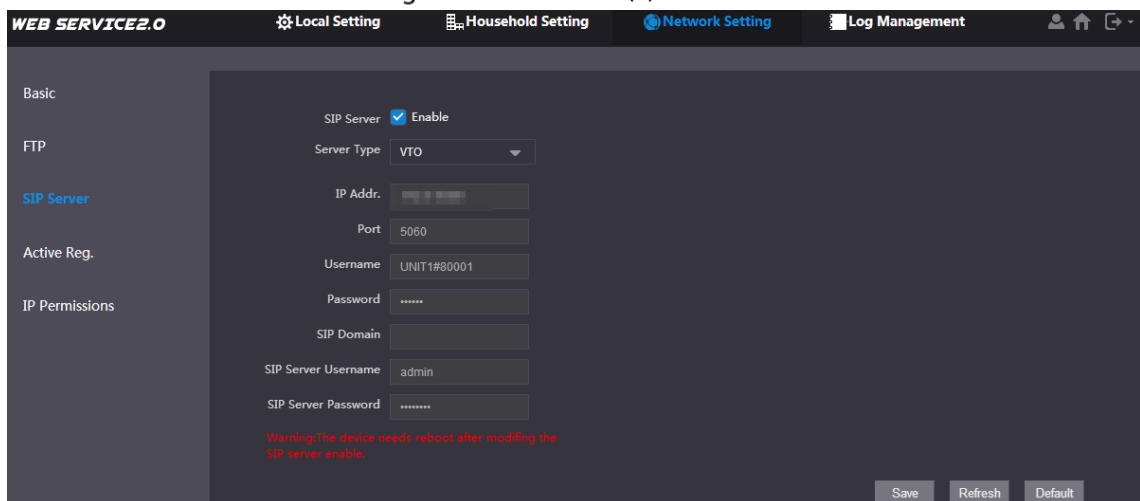 WEB SERVICE2.0 Local Setting Household Setting Network Setting Log Management
Basic
FTP
SIP Server
Active Reg.
IP Permissions
SIP Server Enable
Server Type VTO
IP Addr.
Port 5060
Username UNIT1#80001
Password ••••••
SIP Domain
SIP Server Username admin
SIP Server Password ••••••••
Warning:The device needs reboot after modifing the
SIP server enable.
Save Refresh Default